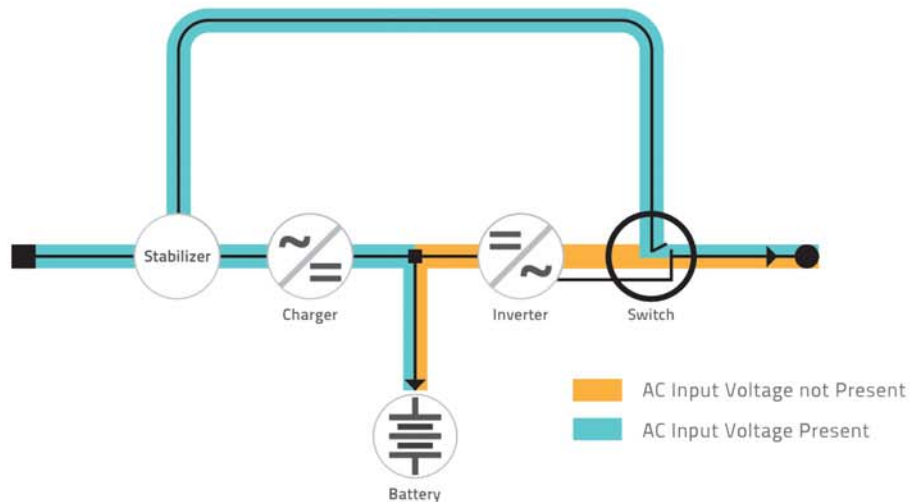 Stabilizer
Charger
Inverter
Switch
AC Input Voltage not Present
AC Input Voltage Present
Battery